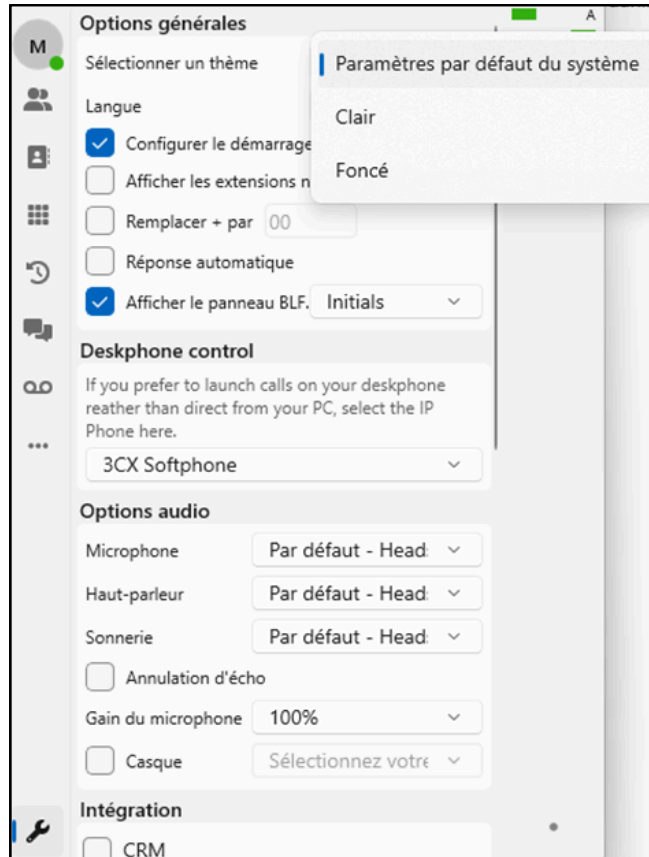 A
M
Options générales
Sélectionner un thème
Paramètres par défaut du système
Clair
Foncé
Langue
Configurer le démarrage
Afficher les extensions n
Remplacer + par 00
Réponse automatique
Afficher le panneau BLF. Initials
Deskphone control
If you prefer to launch calls on your deskphone
reather than direct from your PC, select the IP
Phone here.
3CX Softphone
Options audio
Microphone Par défaut - Head
Haut-parleur Par défaut - Head
Sonnerie Par défaut - Head
Annulation d'écho
Gain du microphone 100%
Casque Sélectionnez votre
Intégration
CRM